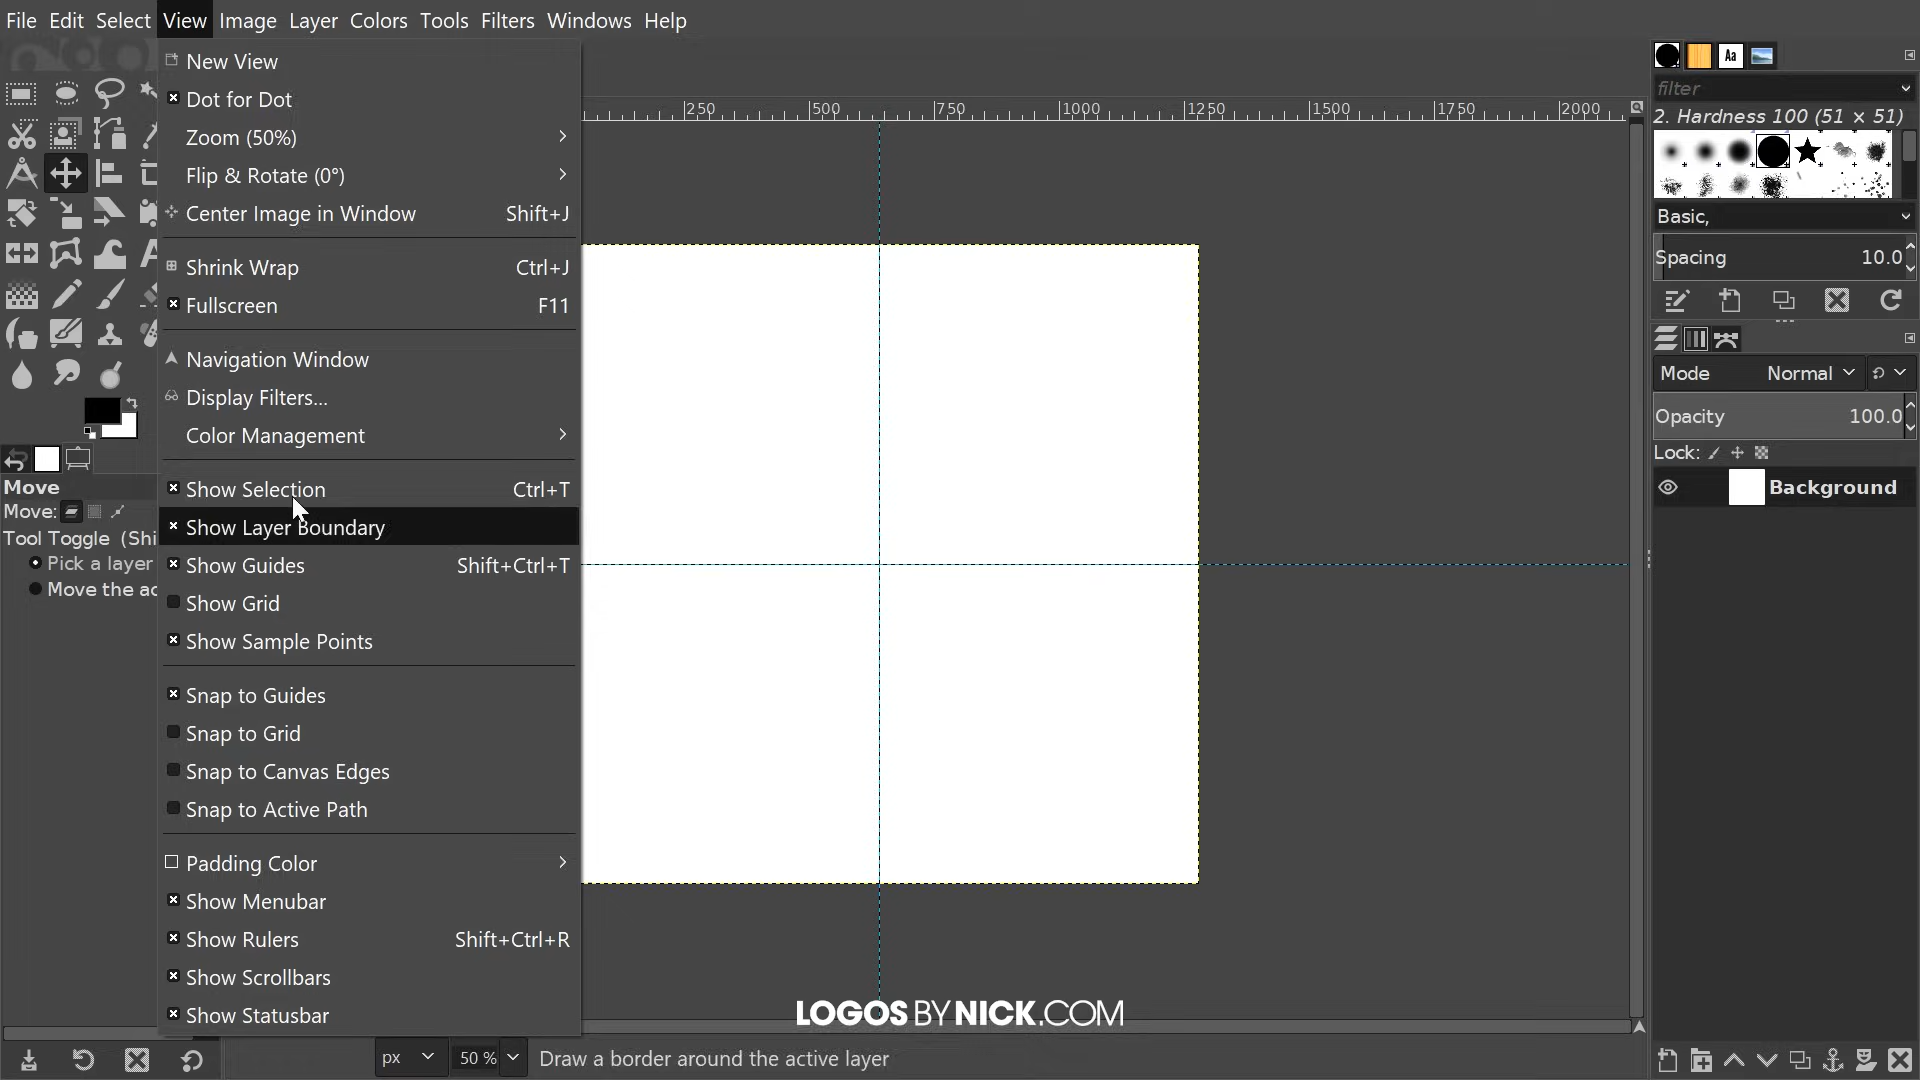 File Edit Select View Image Layer Colors Tools Filters Windows Help
New View
Dot for Dot
Zoom (50%)
Flip & Rotate (0°)
Center Image in Window Shift+J
Shrink Wrap Ctrl+J
Fullscreen F11
Navigation Window
Display Filters...
Color Management
Show Selection Ctrl+T
Show Layer Boundary
Show Guides Shift+Ctrl+T
Show Grid
Show Sample Points
Snap to Guides
Snap to Grid
Snap to Canvas Edges
Snap to Active Path
Padding Color
Show Menubar
Show Rulers Shift+Ctrl+R
Show Scrollbars
Show Statusbar
Move
Move:
Tool Toggle (Shi
Pick a layer
Move the ac
250 500 750 1000 1250 1500 1750 2000
LOGOS BY NICK.COM
px 50 % Draw a border around the active layer
Aa
filter
2. Hardness 100 (51 × 51)
Basic,
Spacing 10.0
Mode Normal
Opacity 100.0
Lock:
Background